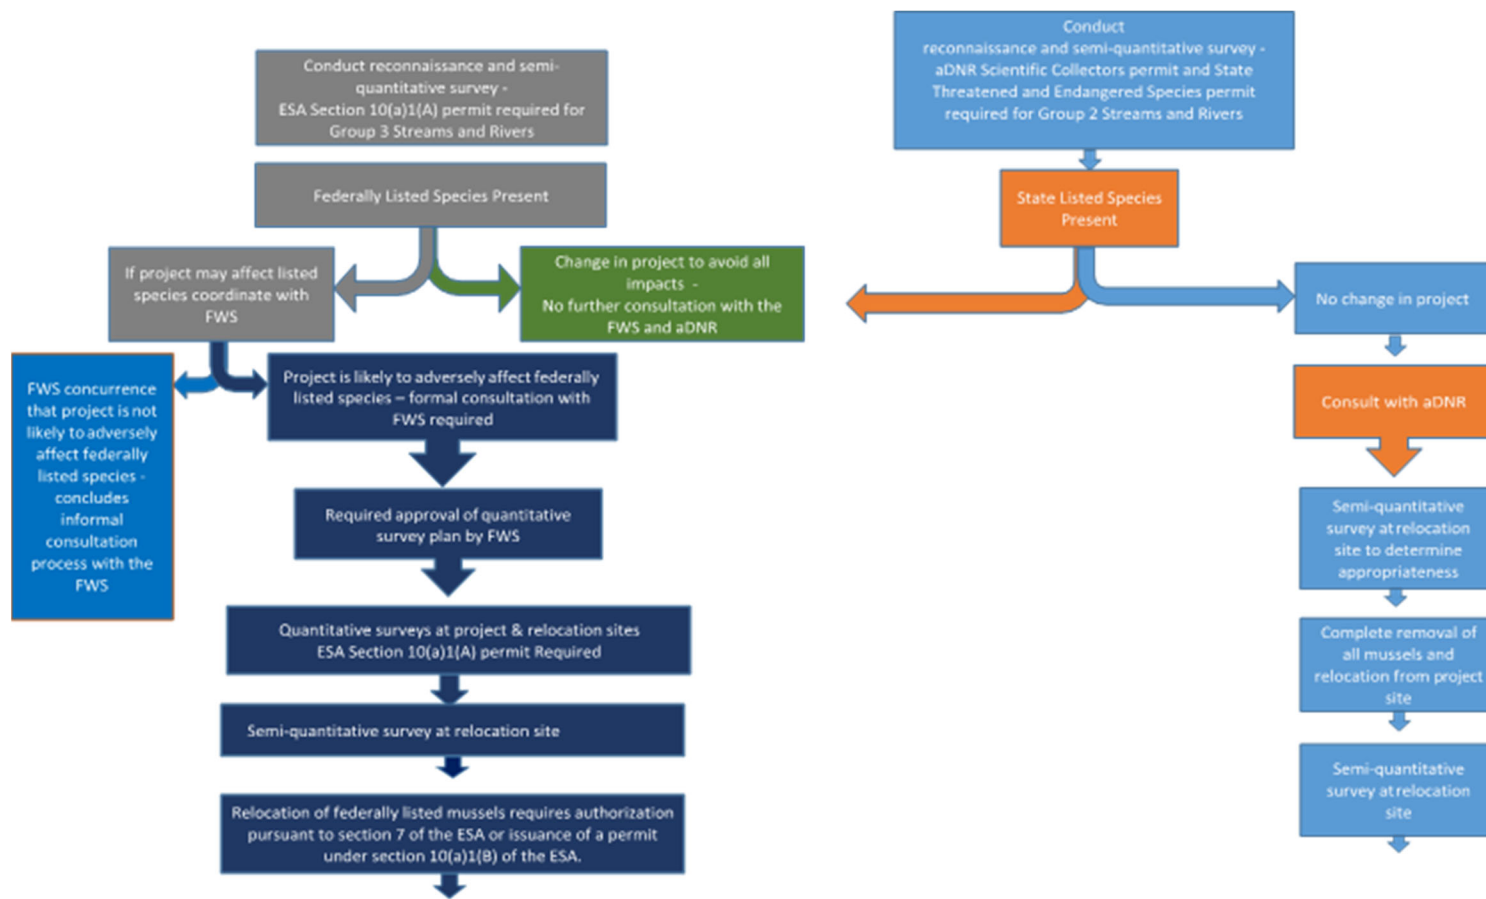 Conduct reconnaissance and semi-
quantitative survey -
ESA Section 10(a)1(A) permit required for
Group 3 Streams and Rivers
Federally Listed Species Present
If project may affect listed
species coordinate with
FWS
Change in project to avoid all
impacts -
No further consultation with the
FWS and aDNR
FWS concurrence
that project is not
likely to adversely
affect federally
listed species -
concludes
informal
consultation
process with the
FWS
Project is likely to adversely affect federally
listed species – formal consultation with
FWS required
Required approval of quantitative
survey plan by FWS
Quantitative surveys at project & relocation sites
ESA Section 10(a)1(A) permit Required
Semi-quantitative survey at relocation site
Relocation of federally listed mussels requires authorization
pursuant to section 7 of the ESA or issuance of a permit
under section 10(a)1(B) of the ESA.
Conduct
reconnaissance and semi-quantitative survey -
aDNR Scientific Collectors permit and State
Threatened and Endangered Species permit
required for Group 2 Streams and Rivers
State Listed Species
Present
No change in project
Consult with aDNR
Semi-quantitative
survey at relocation
site to determine
appropriateness
Complete removal of
all mussels and
relocation from project
site
Semi-quantitative
survey at relocation
site